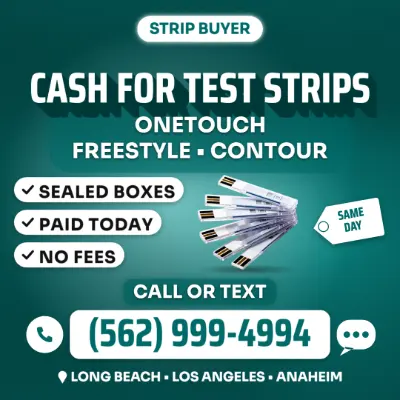 STRIP BUYER
CASH FOR TEST STRIPS
ONETOUCH
FREESTYLE ▪ CONTOUR
✓ SEALED BOXES
✓ PAID TODAY
✓ NO FEES
SAME
DAY
CALL OR TEXT
(562) 999-4994
LONG BEACH ▪ LOS ANGELES ▪ ANAHEIM